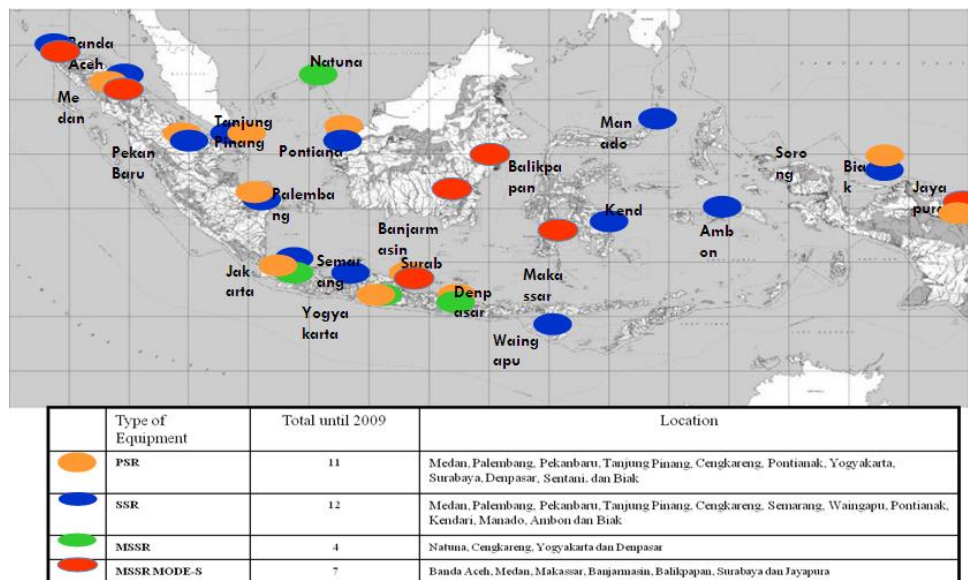 Banda
Aceh
Natuna
Me
dan
Tanjung
Pinang
Man
ado
Pekan
Baru
Pontiana
Balikpa
pan
Soro
ng
Bia
k
Jaya
pura
Palemba
ng
Kend
Amb
on
Banjarm
asin
Jak
arta
Semar
ang
Surab
Maka
ssar
Yogya
karta
Denp
asar
Waing
apu
Type of Equipment Total until 2009 Location
PSR 11 Medan, Palembang, Pekanbaru, Tanjung Pinang, Cengkareng, Pontianak, Yogyakarta,
Surabaya, Denpasar, Sentani. dan Biak
SSR 12 Medan, Palembang, Pekanbaru, Tanjung Pinang, Cengkareng, Semarang, Waingapu, Pontianak,
Kendari, Manado, Ambon dan Biak
MSSR 4 Natuna, Cengkareng, Yogyakarta dan Denpasar
MSSR MODE-S 7 Banda Aceh, Medan, Makassar, Banjarmasin, Balikpapan, Surabaya dan Jayapura